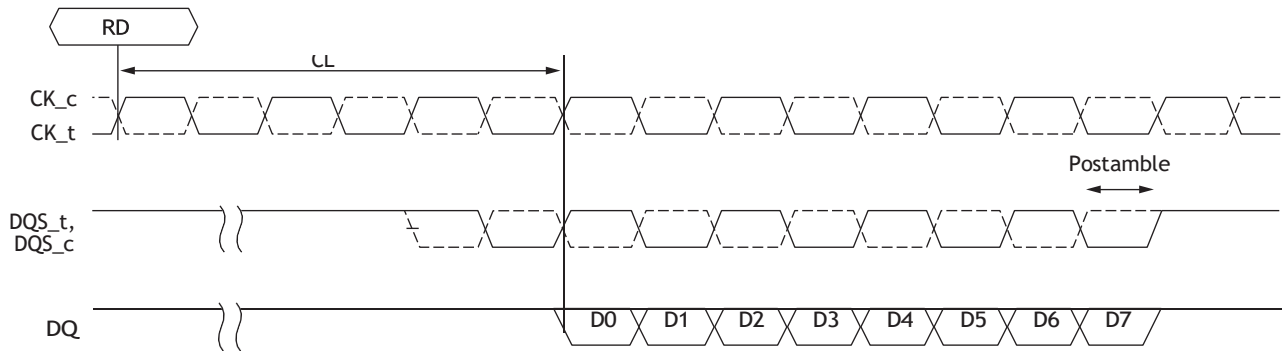 RD
CL
CK_c
CK_t
Postamble
DQS_t,
DQS_c
DQ
D0 D1 D2 D3 D4 D5 D6 D7